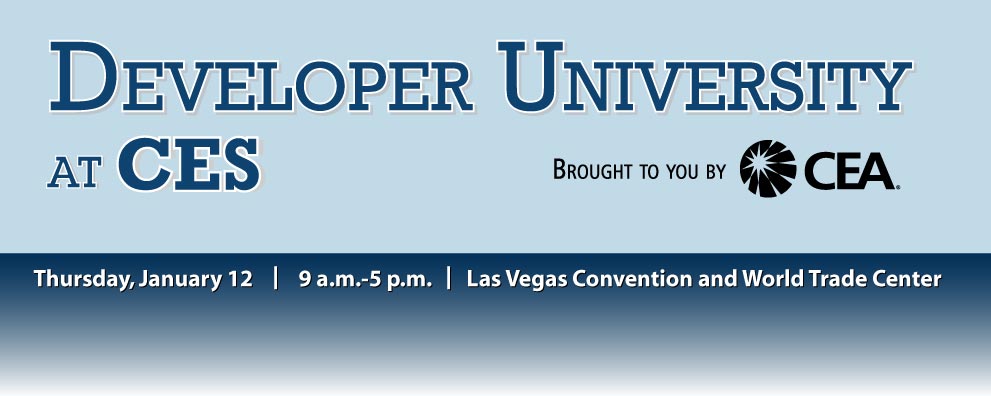 DEVELOPER UNIVERSITY
AT CES
BROUGHT TO YOU BY CEA®
Thursday, January 12 | 9 a.m.-5 p.m. | Las Vegas Convention and World Trade Center